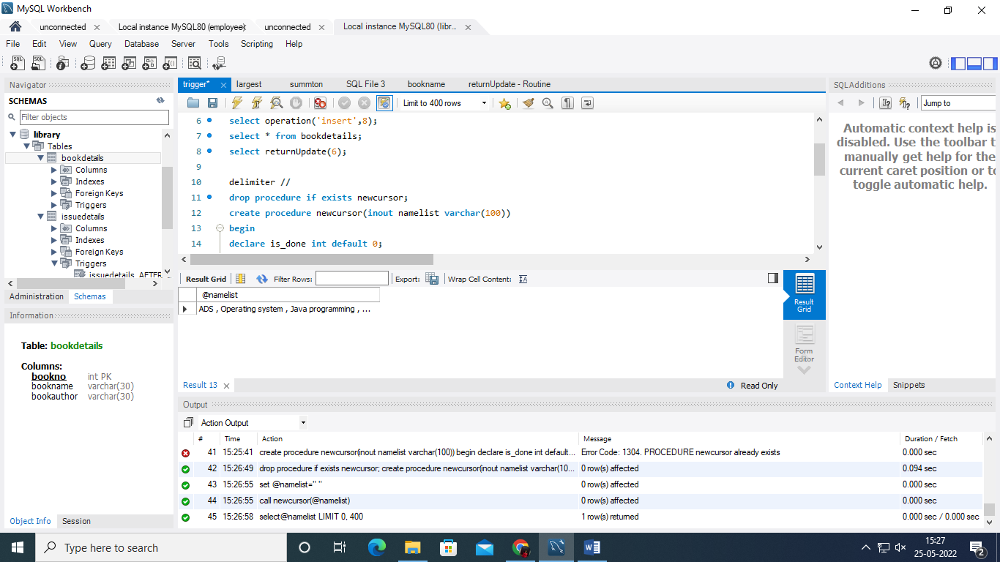 MySQL Workbench
unconnected
Local instance MySQL80 (employee)
unconnected
Local instance MySQL80 (libr...
File Edit View Query Database Server Tools Scripting Help
Navigator
SCHEMAS
Filter objects
library
Tables
bookdetails
Columns
Indexes
Foreign Keys
Triggers
issuedetails
Columns
Indexes
Foreign Keys
Triggers
issuedetails_AFTER
Administration Schemas
Information
Table: bookdetails
Columns:
bookno int PK
bookname varchar(30)
bookauthor varchar(30)
Object Info Session
trigger* largest summton SQL File 3 bookname returnUpdate - Routine
Limit to 400 rows
6 select operation('insert',8);
7 select * from bookdetails;
8 select returnUpdate(6);
9
10 delimiter //
11 drop procedure if exists newcursor;
12 create procedure newcursor(inout namelist varchar(100))
13 begin
14 declare is_done int default 0;
Result Grid Filter Rows: Export: Wrap Cell Content:
@namelist
ADS , Operating system , Java programming , ...
Result Grid
Form Editor
Result 13 Read Only
Output
Action Output
# Time Action Message Duration / Fetch
41 15:25:41 create procedure newcursor(inout namelist varchar(100)) begin declare is_done int default... Error Code: 1304. PROCEDURE newcursor already exists 0.000 sec
42 15:26:49 drop procedure if exists newcursor; create procedure newcursor(inout namelist varchar(10... 0 row(s) affected 0.094 sec
43 15:26:55 set @namelist=" " 0 row(s) affected 0.000 sec
44 15:26:55 call newcursor(@namelist) 0 row(s) affected 0.000 sec
45 15:26:58 select@namelist LIMIT 0, 400 1 row(s) returned 0.000 sec / 0.000 sec
SQLAdditions
Jump to
Automatic context help is
disabled. Use the toolbar t
manually get help for the
current caret position or to
toggle automatic help.
Context Help Snippets
Type here to search
15:27
25-05-2022
2